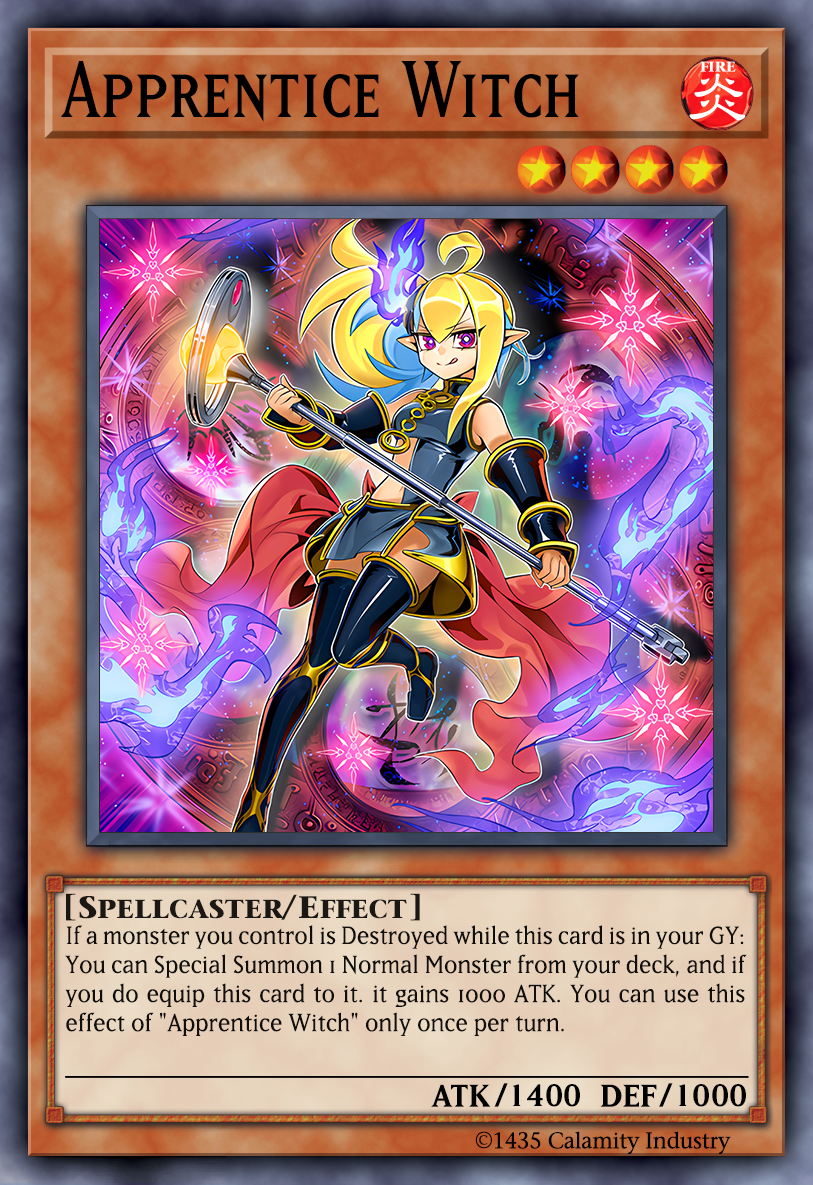 Apprentice Witch
FIRE
炎
[Spellcaster/Effect]
If a monster you control is Destroyed while this card is in your GY:
You can Special Summon 1 Normal Monster from your deck, and if
you do equip this card to it. it gains 1000 ATK. You can use this
effect of "Apprentice Witch" only once per turn.
ATK/1400 DEF/1000
©1435 Calamity Industry